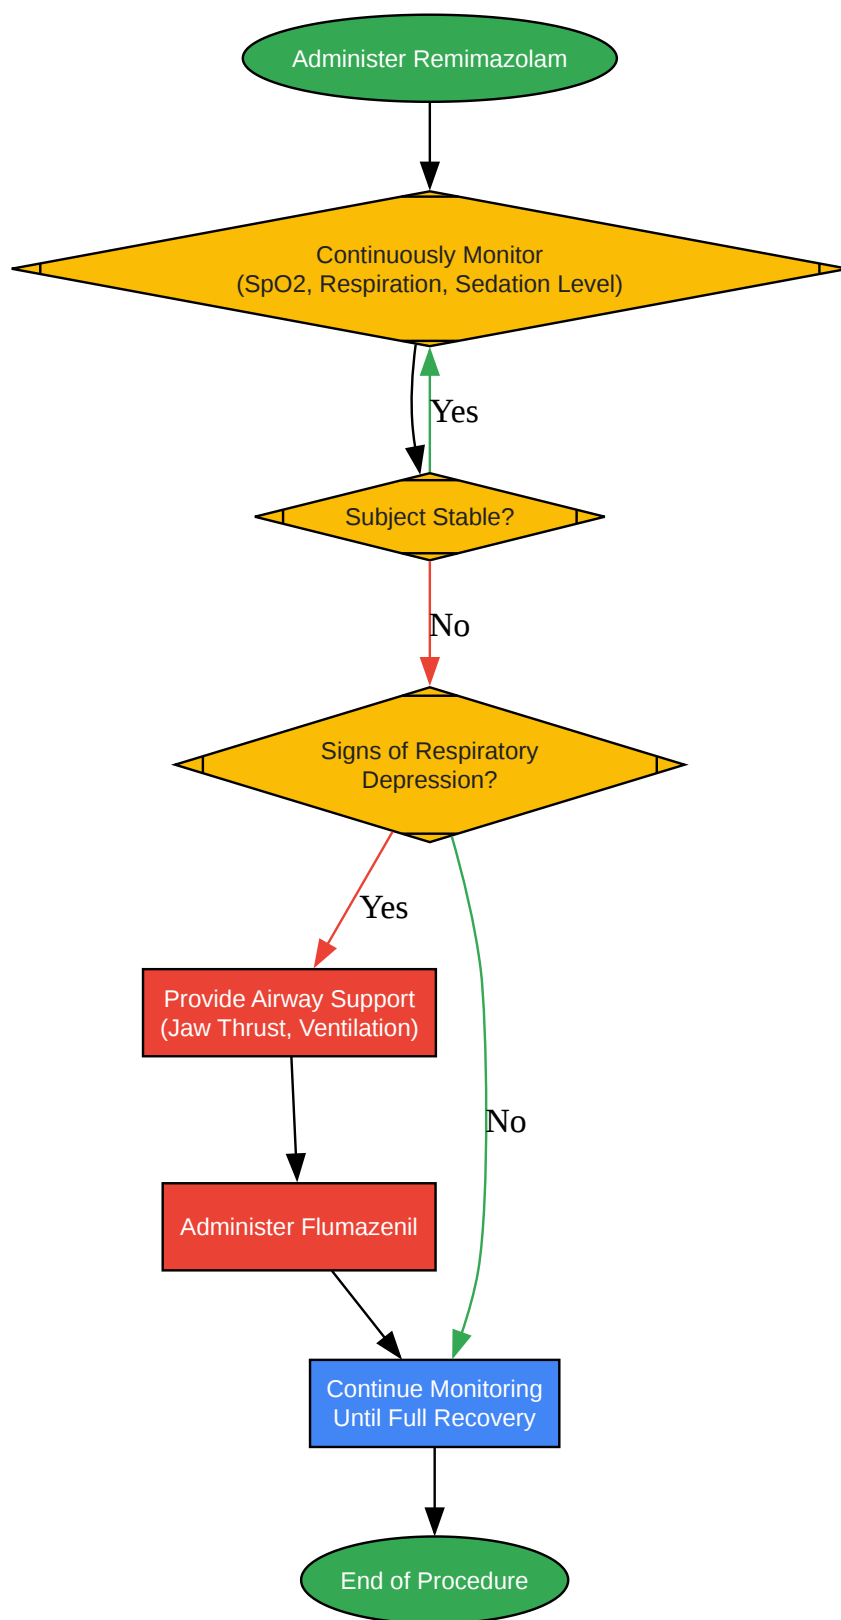 Administer Remimazolam
Continuously Monitor
(SpO2, Respiration, Sedation Level)
Yes
Subject Stable?
No
Signs of Respiratory
Depression?
Yes
Provide Airway Support
(Jaw Thrust, Ventilation)
No
Administer Flumazenil
Continue Monitoring
Until Full Recovery
End of Procedure